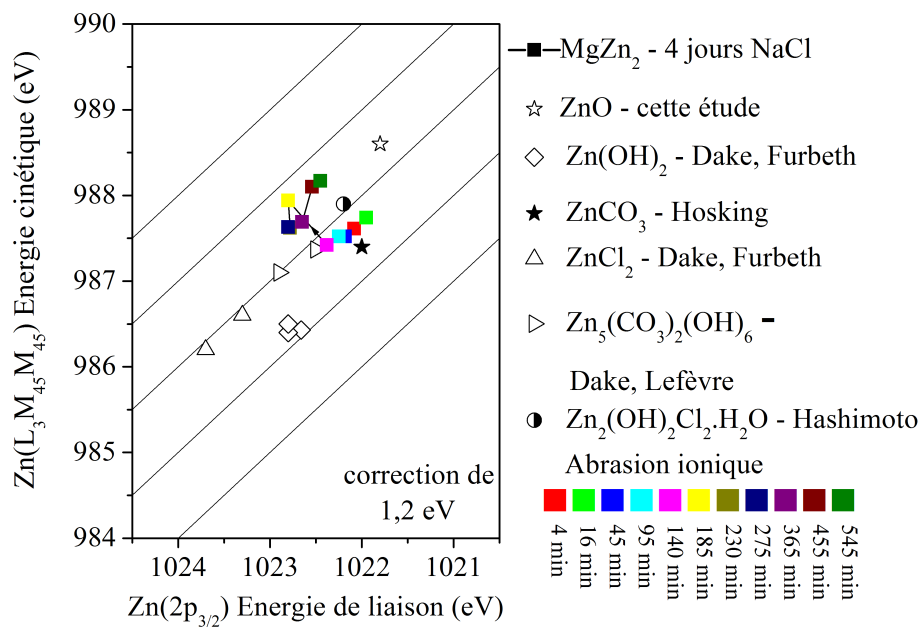 990
989
988
987
986
985
984
Zn(L₃M₄₅M₄₅) Energie cinétique (eV)
correction de
1,2 eV
1024
1023
1022
1021
Zn(2p₃/₂) Energie de liaison (eV)
MgZn₂ - 4 jours NaCl
ZnO - cette étude
Zn(OH)₂ - Dake, Furbeth
ZnCO₃ - Hosking
ZnCl₂ - Dake, Furbeth
Zn₅(CO₃)₂(OH)₆ -
Dake, Lefèvre
Zn₂(OH)₂Cl₂.H₂O - Hashimoto
Abrasion ionique
4 min
16 min
45 min
95 min
140 min
185 min
230 min
275 min
365 min
455 min
545 min